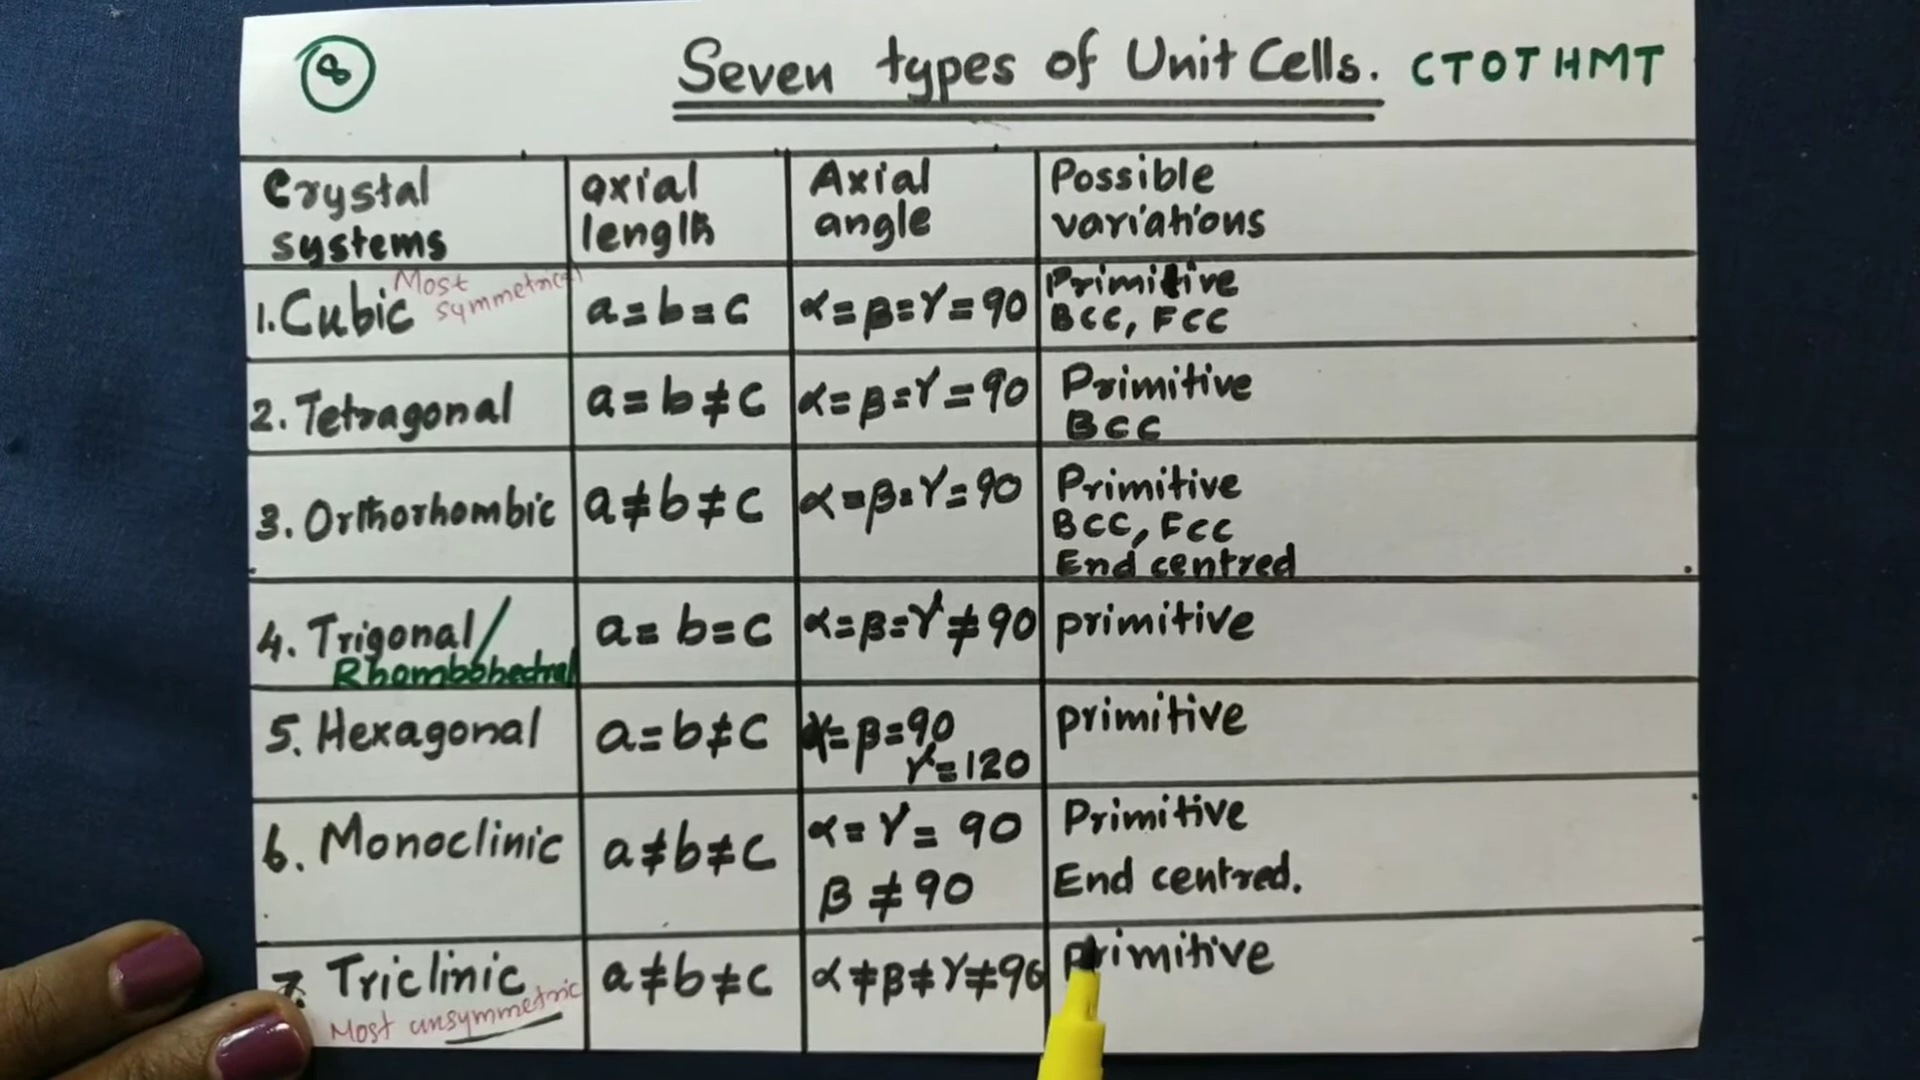 8
Seven types of Unit Cells. CTOTHMT
Crystal systems
axial length
Axial angle
Possible variations
1. Cubic Most symmetrical
a = b = c
α = β = γ = 90
Primitive
BCC, FCC
2. Tetragonal
a = b ≠ c
α = β = γ = 90
Primitive
BCC
3. Orthorhombic
a ≠ b ≠ c
α = β = γ = 90
Primitive
BCC, FCC
End centred
4. Trigonal/
Rhombohedral
a = b = c
α = β = γ ≠ 90
primitive
5. Hexagonal
a = b ≠ c
α = β = 90
γ = 120
primitive
6. Monoclinic
a ≠ b ≠ c
α = γ = 90
β ≠ 90
Primitive
End centred.
7. Triclinic
Most unsymmetric
a ≠ b ≠ c
α ≠ β ≠ γ ≠ 90
primitive